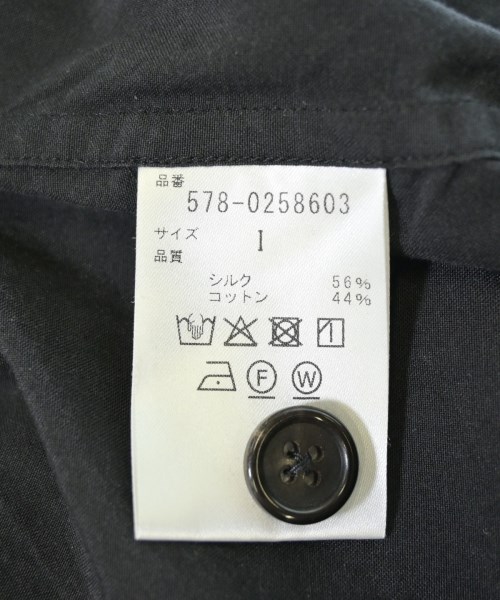 品番
578-0258603
サイズ I
品質
シルク 56%
コットン 44%
F W